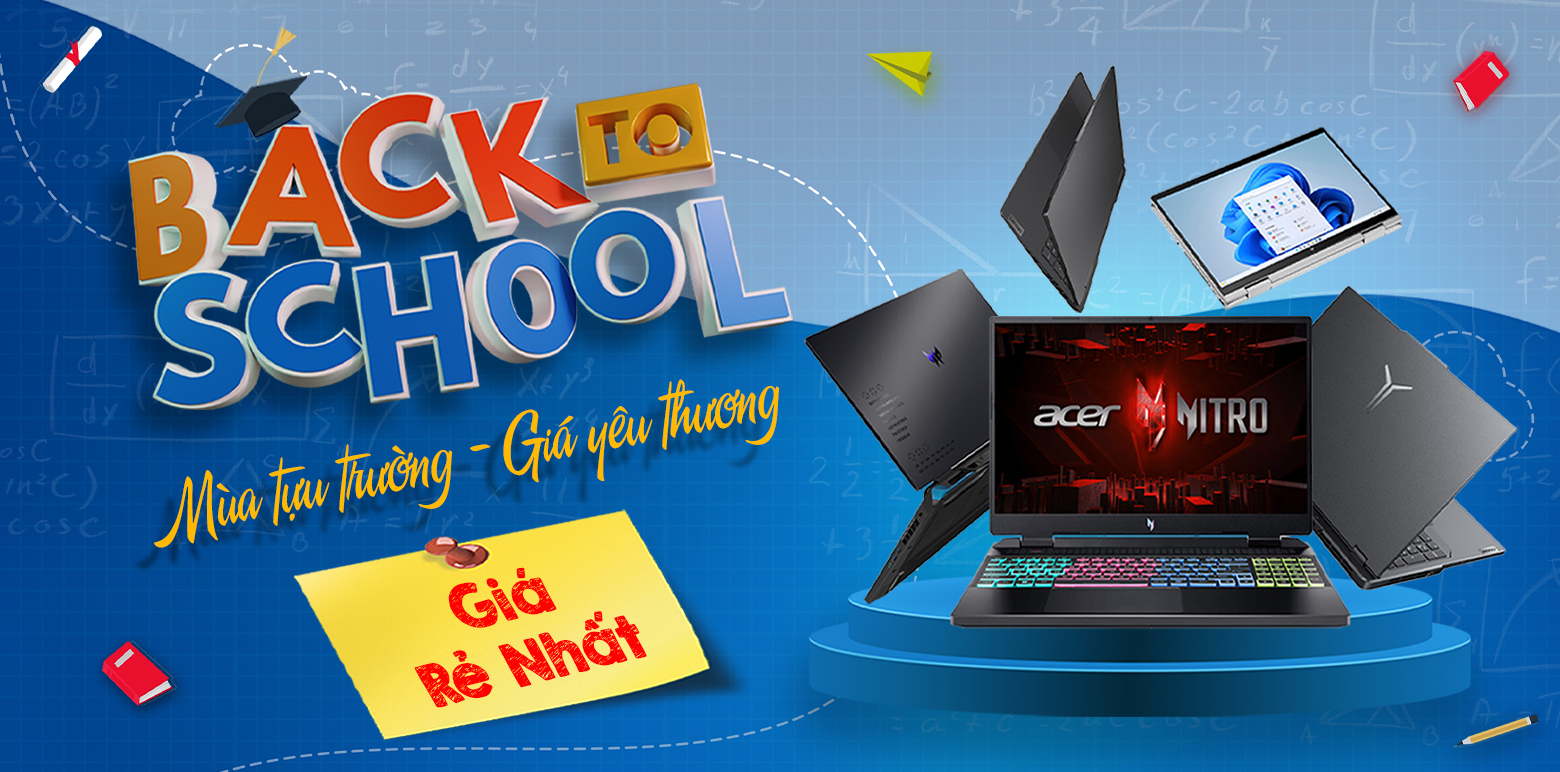 BACK TO
SCHOOL
Mùa tựu trường - Giá yêu thương
Giá
Rẻ Nhất
acer NITRO